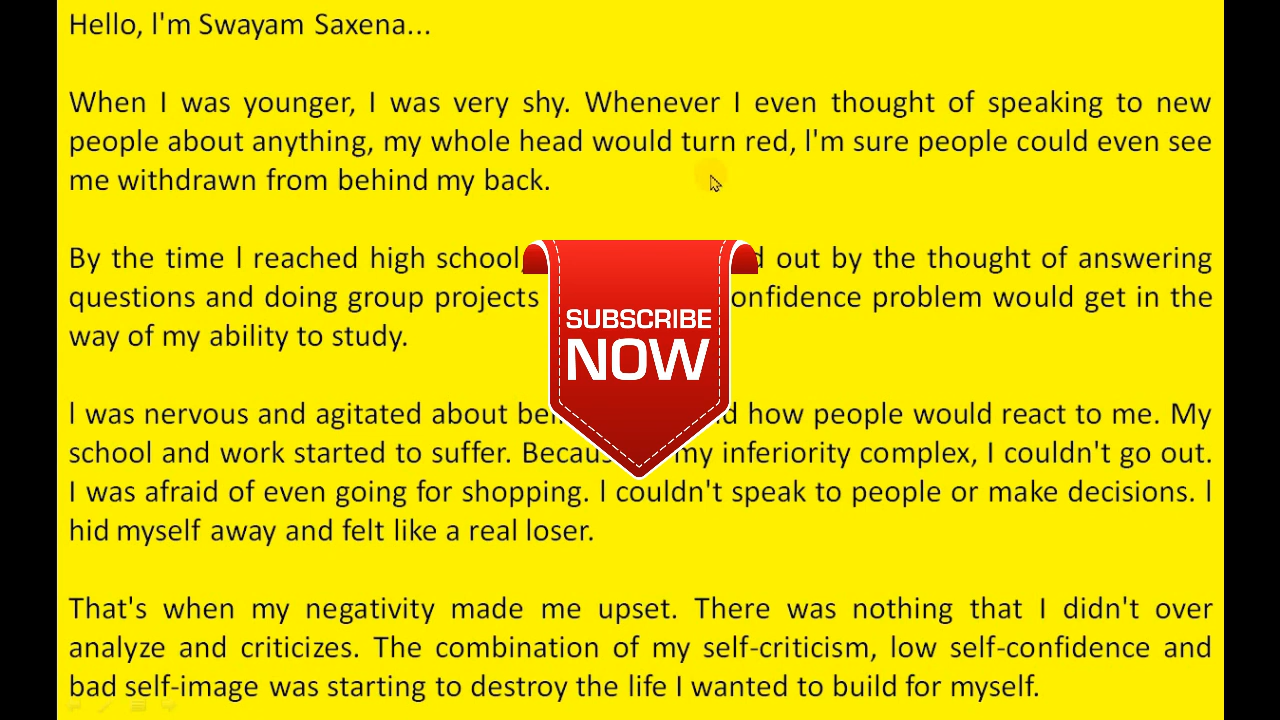 Hello, I'm Swayam Saxena...
When I was younger, I was very shy. Whenever I even thought of speaking to new
people about anything, my whole head would turn red, I'm sure people could even see
me withdrawn from behind my back.
By the time I reached high school, out by the thought of answering
questions and doing group projects problem would get in the
way of my ability to study.
I was nervous and agitated about how people would react to me. My
school and work started to suffer. my inferiority complex, I couldn't go out.
I was afraid of even going for shopping. I couldn't speak to people or make decisions. I
hid myself away and felt like a real loser.
That's when my negativity made me upset. There was nothing that I didn't over
analyze and criticizes. The combination of my self-criticism, low self-confidence and
bad self-image was starting to destroy the life I wanted to build for myself.
SUBSCRIBE
NOW